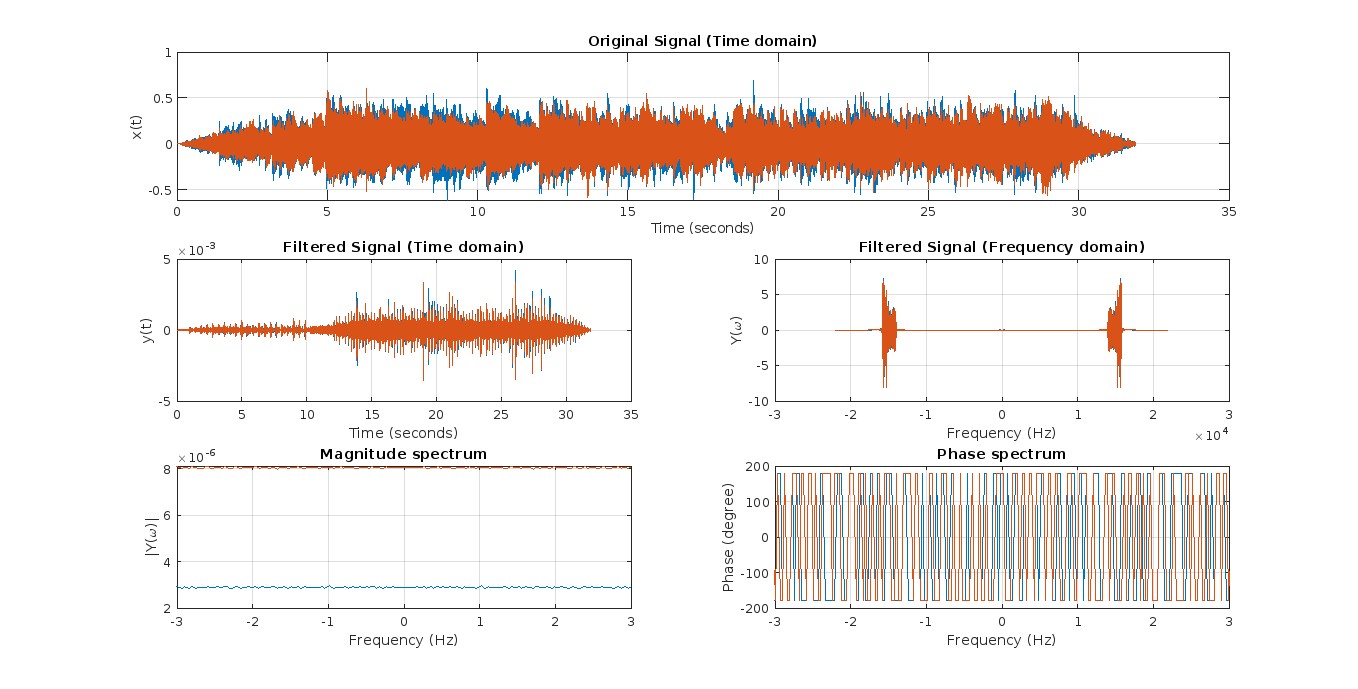 Original Signal (Time domain)
1
0.5
0
-0.5
x(t)
0 5 10 15 20 25 30 35
Time (seconds)
×10-3
Filtered Signal (Time domain)
5
0
-5
y(t)
0 5 10 15 20 25 30 35
Time (seconds)
Filtered Signal (Frequency domain)
10
5
0
-5
-10
Y(ω)
-3 -2 -1 0 1 2 3
Frequency (Hz)
×104
×10-6
Magnitude spectrum
8
6
4
2
|Y(ω)|
-3 -2 -1 0 1 2 3
Frequency (Hz)
Phase spectrum
200
100
0
-100
-200
Phase (degree)
-3 -2 -1 0 1 2 3
Frequency (Hz)